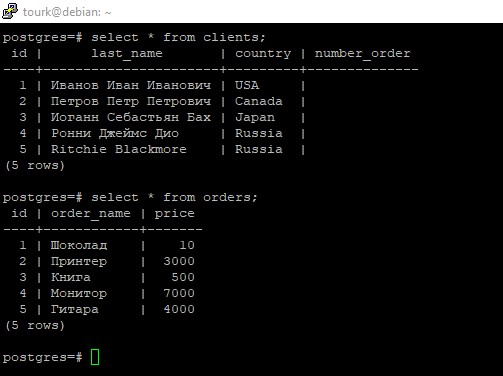 tourk@debian: ~
postgres=# select * from clients;
 id |      last_name       | country | number_order
----+----------------------+---------+--------------
  1 | Иванов Иван Иванович | USA     |
  2 | Петров Петр Петрович | Canada  |
  3 | Иоганн Себастьян Бах | Japan   |
  4 | Ронни Джеймс Дио     | Russia  |
  5 | Ritchie Blackmore    | Russia  |
(5 rows)
postgres=# select * from orders;
 id | order_name | price
----+------------+-------
  1 | Шоколад    |    10
  2 | Принтер    |  3000
  3 | Книга      |   500
  4 | Монитор    |  7000
  5 | Гитара     |  4000
(5 rows)
postgres=#